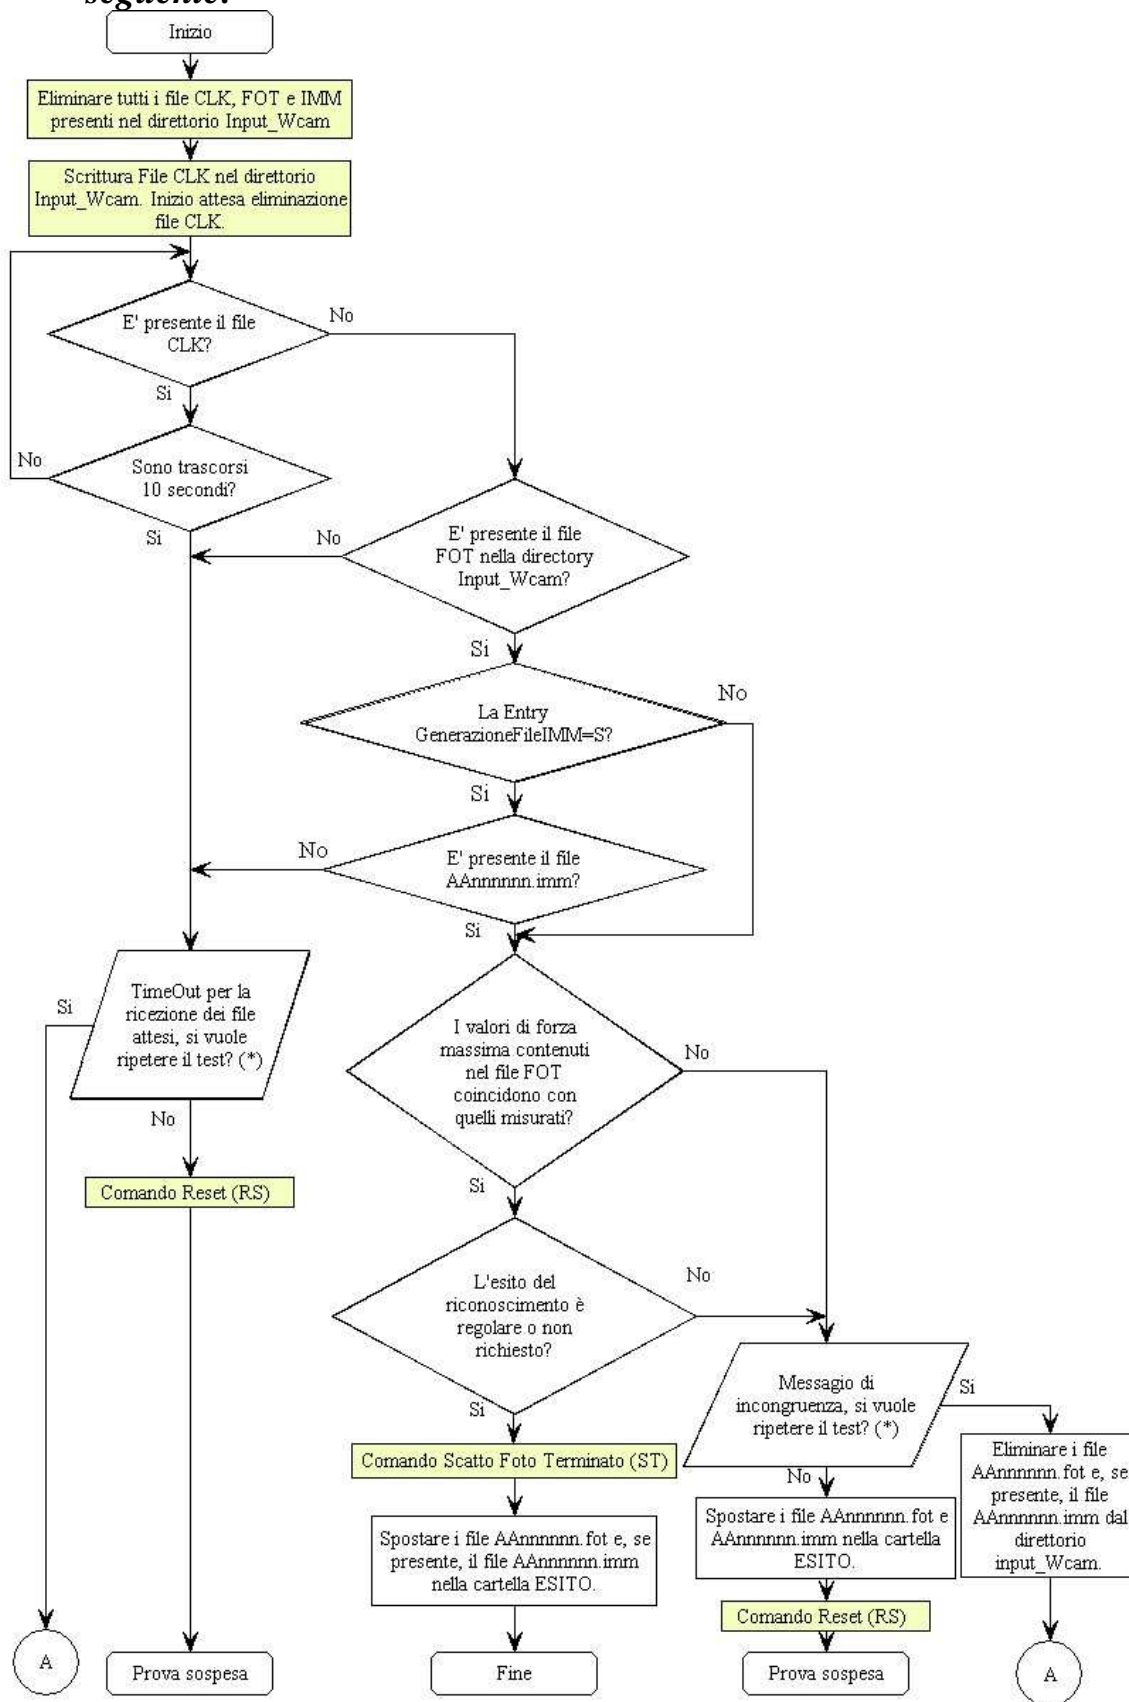 seguente:
Inizio
Eliminare tutti i file CLK, FOT e IMM
presenti nel direttorio Input_Wcam
Scrittura File CLK nel direttorio
Input_Wcam. Inizio attesa eliminazione
file CLK.
E' presente il file
CLK?
No
Si
Sono trascorsi
10 secondi?
No
Si
E' presente il file
FOT nella directory
Input_Wcam?
No
Si
La Entry
GenerazioneFileIMM=S?
No
Si
E' presente il file
AAnnnnnn.imm?
No
Si
TimeOut per la
ricezione dei file
attesi, si vuole
ripetere il test? (*)
Si
No
I valori di forza
massima contenuti
nel file FOT
coincidono con
quelli misurati?
No
Si
Comando Reset (RS)
L'esito del
riconoscimento è
regolare o non
richiesto?
No
Si
Messagio di
incongruenza, si vuole
ripetere il test? (*)
Si
No
Comando Scatto Foto Terminato (ST)
Eliminare i file
AAnnnnnn.fot e, se
presente, il file
AAnnnnnn.imm dal
direttorio
input_Wcam.
Spostare i file AAnnnnnn.fot e, se
presente, il file AAnnnnnn.imm
nella cartella ESITO.
Spostare i file AAnnnnnn.fot e
AAnnnnnn.imm nella cartella
ESITO.
Comando Reset (RS)
A
Prova sospesa
Fine
Prova sospesa
A